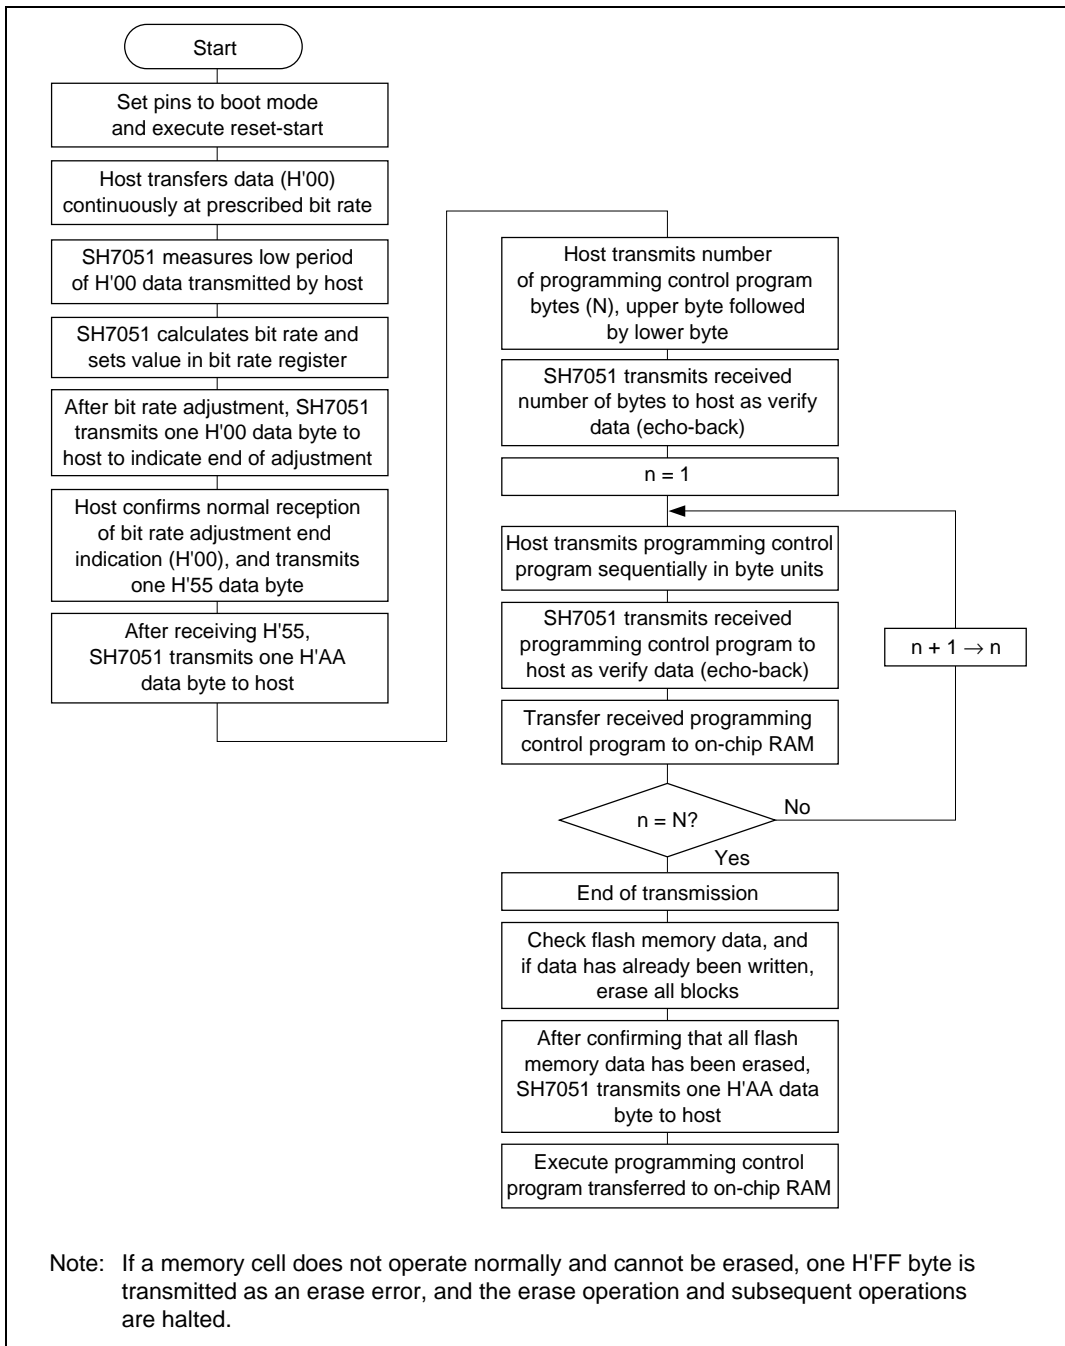 Start
Set pins to boot mode
and execute reset-start
Host transfers data (H'00)
continuously at prescribed bit rate
SH7051 measures low period
of H'00 data transmitted by host
SH7051 calculates bit rate and
sets value in bit rate register
After bit rate adjustment, SH7051
transmits one H'00 data byte to
host to indicate end of adjustment
Host confirms normal reception
of bit rate adjustment end
indication (H'00), and transmits
one H'55 data byte
After receiving H'55,
SH7051 transmits one H'AA
data byte to host
Host transmits number
of programming control program
bytes (N), upper byte followed
by lower byte
SH7051 transmits received
number of bytes to host as verify
data (echo-back)
n = 1
Host transmits programming control
program sequentially in byte units
SH7051 transmits received
programming control program to
host as verify data (echo-back)
n + 1 → n
Transfer received programming
control program to on-chip RAM
n = N?
No
Yes
End of transmission
Check flash memory data, and
if data has already been written,
erase all blocks
After confirming that all flash
memory data has been erased,
SH7051 transmits one H'AA data
byte to host
Execute programming control
program transferred to on-chip RAM
Note: If a memory cell does not operate normally and cannot be erased, one H'FF byte is
transmitted as an erase error, and the erase operation and subsequent operations
are halted.